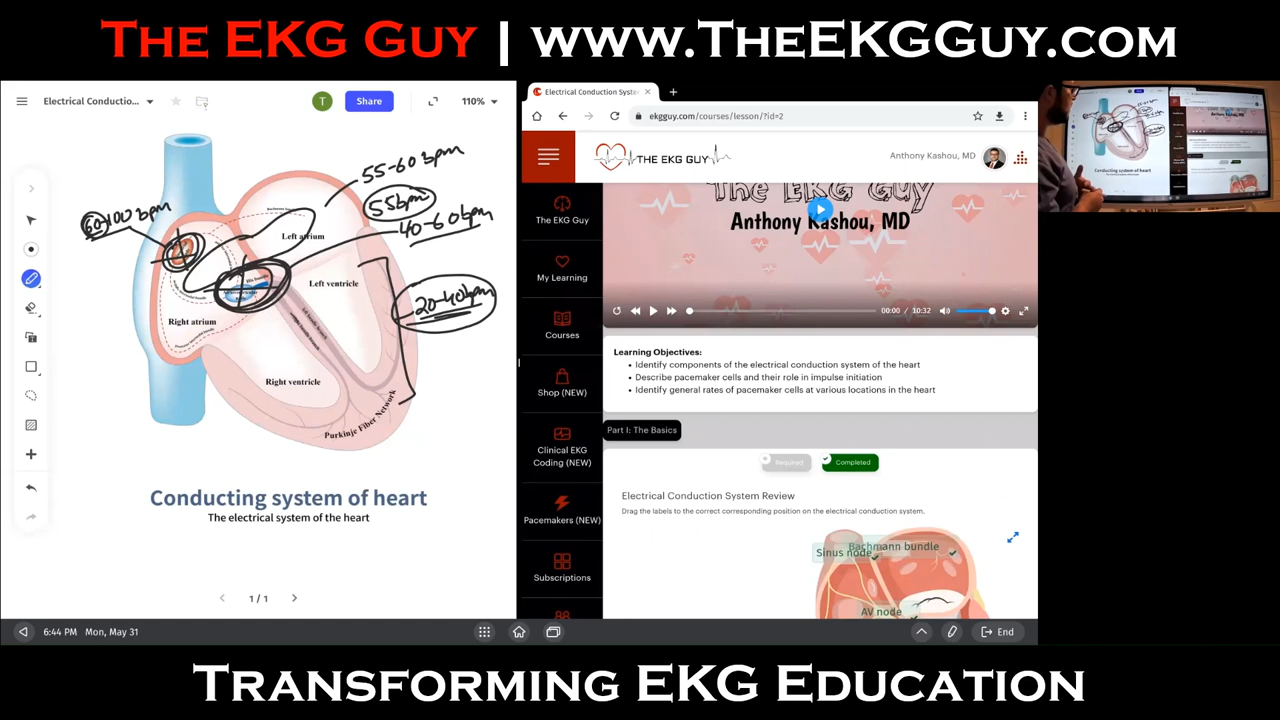 THE EKG GUY | WWW.THEEKGGUY.COM
Electrical Conductio...
T
Share
110%
55-60 bpm
60-100 bpm
55bpm
40-60 bpm
Left atrium
Left ventricle
20-40bpm
Right atrium
Right ventricle
Purkinje Fiber Network
Conducting system of heart
The electrical system of the heart
1 / 1
Electrical Conduction Syste
ekgguy.com/courses/lesson/?id=2
THE EKG GUY
Anthony Kashou, MD
The EKG Guy
My Learning
Courses
Shop (NEW)
Clinical EKG
Coding (NEW)
Pacemakers (NEW)
Subscriptions
The EKG Guy
Anthony Kashou, MD
00:00 / 10:32
Learning Objectives:
• Identify components of the electrical conduction system of the heart
• Describe pacemaker cells and their role in impulse initiation
• Identify general rates of pacemaker cells at various locations in the heart
Part I: The Basics
Required
Completed
Electrical Conduction System Review
Drag the labels to the correct corresponding position on the electrical conduction system.
Bachmann bundle
Sinus node
AV node
6:44 PM Mon, May 31
End
Conducting system of heart
TRANSFORMING EKG EDUCATION